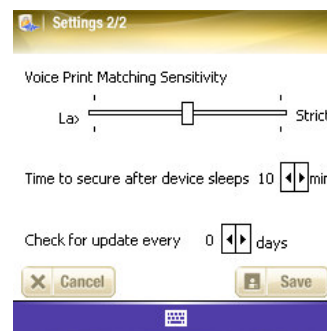 Settings 2/2
Voice Print Matching Sensitivity
Lax Strict
Time to secure after device sleeps 10 min
Check for update every 0 days
Cancel Save